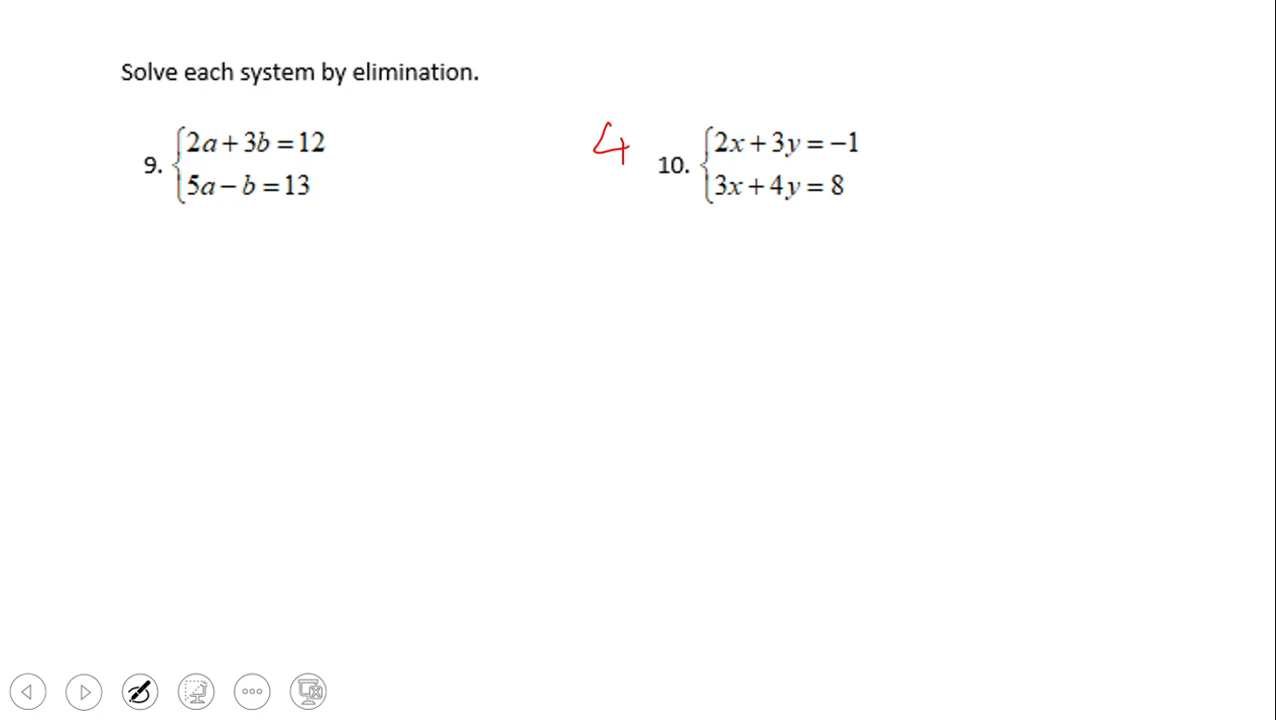 Solve each system by elimination.
9. {2a + 3b = 12
5a − b = 13
4
10. {2x + 3y = −1
3x + 4y = 8